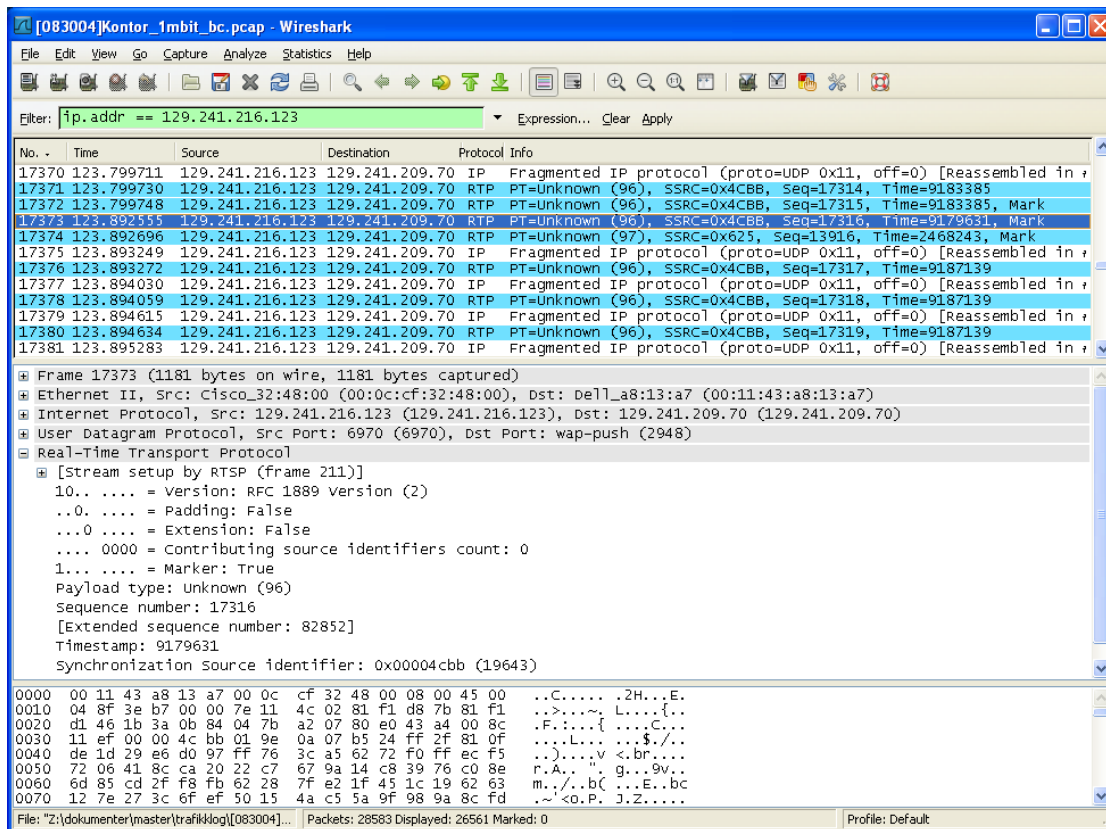 [083004]Kontor_1mbit_bc.pcap - Wireshark
File Edit View Go Capture Analyze Statistics Help
Filter: ip.addr == 129.241.216.123 Expression... Clear Apply
No. Time Source Destination Protocol Info
17370 123.799711 129.241.216.123 129.241.209.70 IP Fragmented IP protocol (proto=UDP 0x11, off=0) [Reassembled in
17371 123.799730 129.241.216.123 129.241.209.70 RTP PT=Unknown (96), SSRC=0x4CBB, Seq=17314, Time=9183385
17372 123.799748 129.241.216.123 129.241.209.70 RTP PT=Unknown (96), SSRC=0x4CBB, Seq=17315, Time=9183385, Mark
17373 123.892555 129.241.216.123 129.241.209.70 RTP PT=Unknown (96), SSRC=0x4CBB, Seq=17316, Time=9179631, Mark
17374 123.892696 129.241.216.123 129.241.209.70 RTP PT=Unknown (97), SSRC=0x625, Seq=13916, Time=2468243, Mark
17375 123.893249 129.241.216.123 129.241.209.70 IP Fragmented IP protocol (proto=UDP 0x11, off=0) [Reassembled in
17376 123.893272 129.241.216.123 129.241.209.70 RTP PT=Unknown (96), SSRC=0x4CBB, Seq=17317, Time=9187139
17377 123.894030 129.241.216.123 129.241.209.70 IP Fragmented IP protocol (proto=UDP 0x11, off=0) [Reassembled in
17378 123.894059 129.241.216.123 129.241.209.70 RTP PT=Unknown (96), SSRC=0x4CBB, Seq=17318, Time=9187139
17379 123.894615 129.241.216.123 129.241.209.70 IP Fragmented IP protocol (proto=UDP 0x11, off=0) [Reassembled in
17380 123.894634 129.241.216.123 129.241.209.70 RTP PT=Unknown (96), SSRC=0x4CBB, Seq=17319, Time=9187139
17381 123.895283 129.241.216.123 129.241.209.70 IP Fragmented IP protocol (proto=UDP 0x11, off=0) [Reassembled in
Frame 17373 (1181 bytes on wire, 1181 bytes captured)
Ethernet II, Src: Cisco_32:48:00 (00:0c:cf:32:48:00), Dst: Dell_a8:13:a7 (00:11:43:a8:13:a7)
Internet Protocol, Src: 129.241.216.123 (129.241.216.123), Dst: 129.241.209.70 (129.241.209.70)
User Datagram Protocol, Src Port: 6970 (6970), Dst Port: wap-push (2948)
Real-Time Transport Protocol
[Stream setup by RTSP (frame 211)]
10.. .... = Version: RFC 1889 Version (2)
..0. .... = Padding: False
...0 .... = Extension: False
.... 0000 = Contributing source identifiers count: 0
1... .... = Marker: True
Payload type: Unknown (96)
Sequence number: 17316
[Extended sequence number: 82852]
Timestamp: 9179631
Synchronization Source identifier: 0x00004cbb (19643)
0000 00 11 43 a8 13 a7 00 0c cf 32 48 00 08 00 45 00 ..C..... .2H...E.
0010 04 8f 3e b7 00 00 7e 11 4c 02 81 f1 d8 7b 81 f1 ..>...~. L....{..
0020 d1 46 1b 3a 0b 84 04 7b a2 07 80 e0 43 a4 00 8c .F.:...{ ....C...
0030 11 ef 00 00 4c bb 01 9e 0a 07 b5 24 ff 2f 81 0f ....L... ...$./..
0040 de 1d 29 e6 d0 97 ff 76 3c a5 62 72 f0 ff ec f5 ..)....v <.br....
0050 72 06 41 8c ca 20 22 c7 67 9a 14 c8 39 76 c0 8e r.A.. ". g...9v..
0060 6d 85 cd 2f f8 fb 62 28 7f e2 1f 45 1c 19 62 63 m../..b( ...E..bc
0070 12 7e 27 3c 6f ef 50 15 4a c5 5a 9f 98 9a 8c fd .~'<o.P. J.Z.....
File: "Z:\dokumenter\master\trafikklog\[083004]... Packets: 28583 Displayed: 26561 Marked: 0 Profile: Default